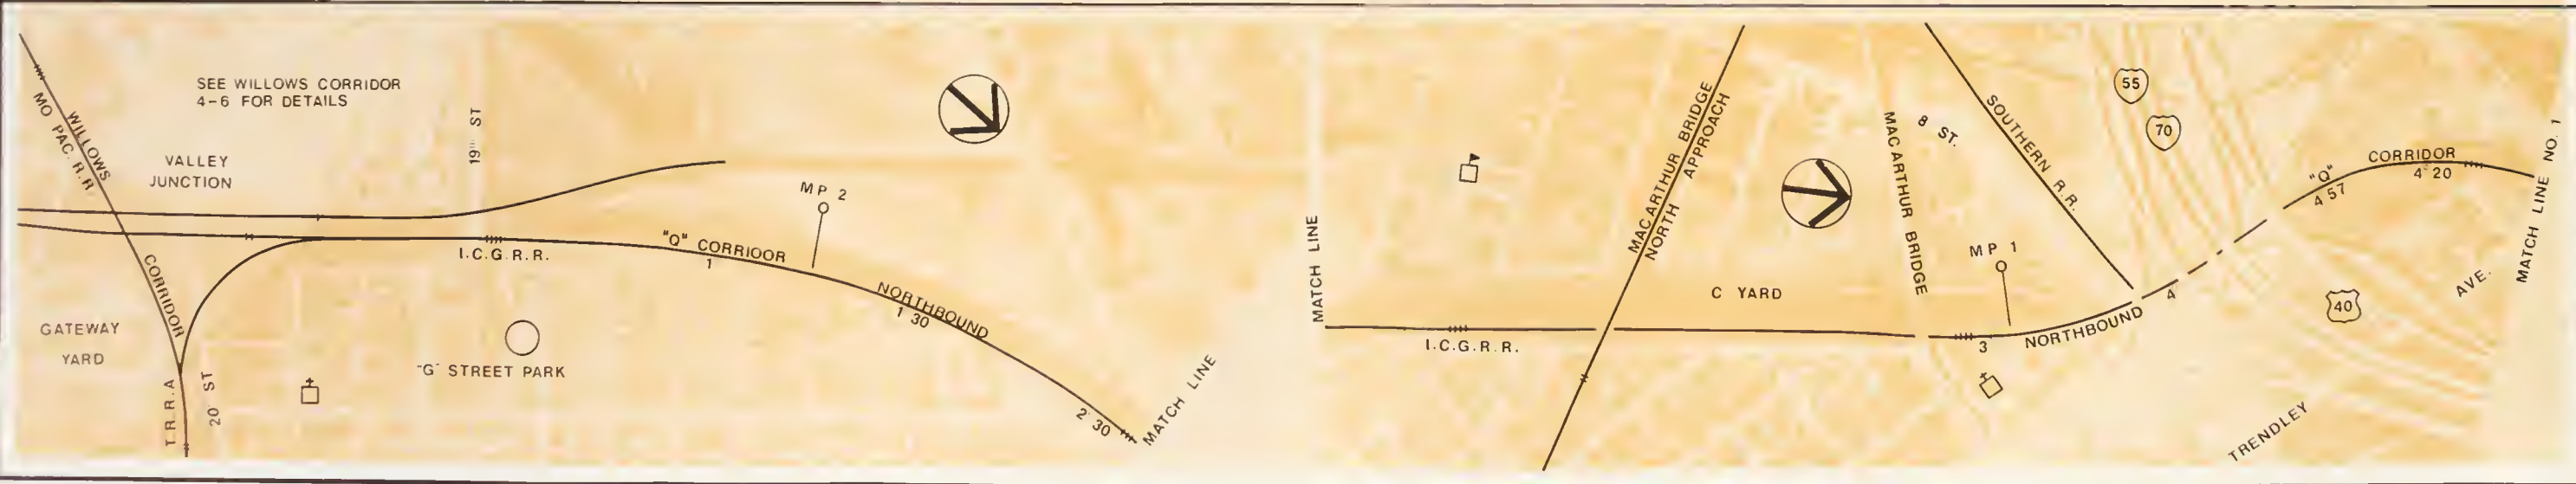 SEE WILLOWS CORRIDOR
4-6 FOR DETAILS
WILLOWS
MO PAC. R.R
VALLEY
JUNCTION
19TH ST
MP 2
"Q" CORRIOOR
1
I.C.G.R.R.
NORTHBOUND
1 30
CORRIDOR
GATEWAY
YARD
T.R.R.A
20 ST
"G" STREET PARK
2 30
MATCH LINE
MATCH LINE
I.C.G.R.R.
MACARTHUR BRIDGE
NORTH APPROACH
C YARD
MACARTHUR BRIDGE
8 ST.
SOUTHERN R.R.
55
70
MP 1
3
NORTHBOUND
4
"Q" CORRIDOR
4 57
4 20
40
TRENDLEY AVE.
MATCH LINE NO. 1